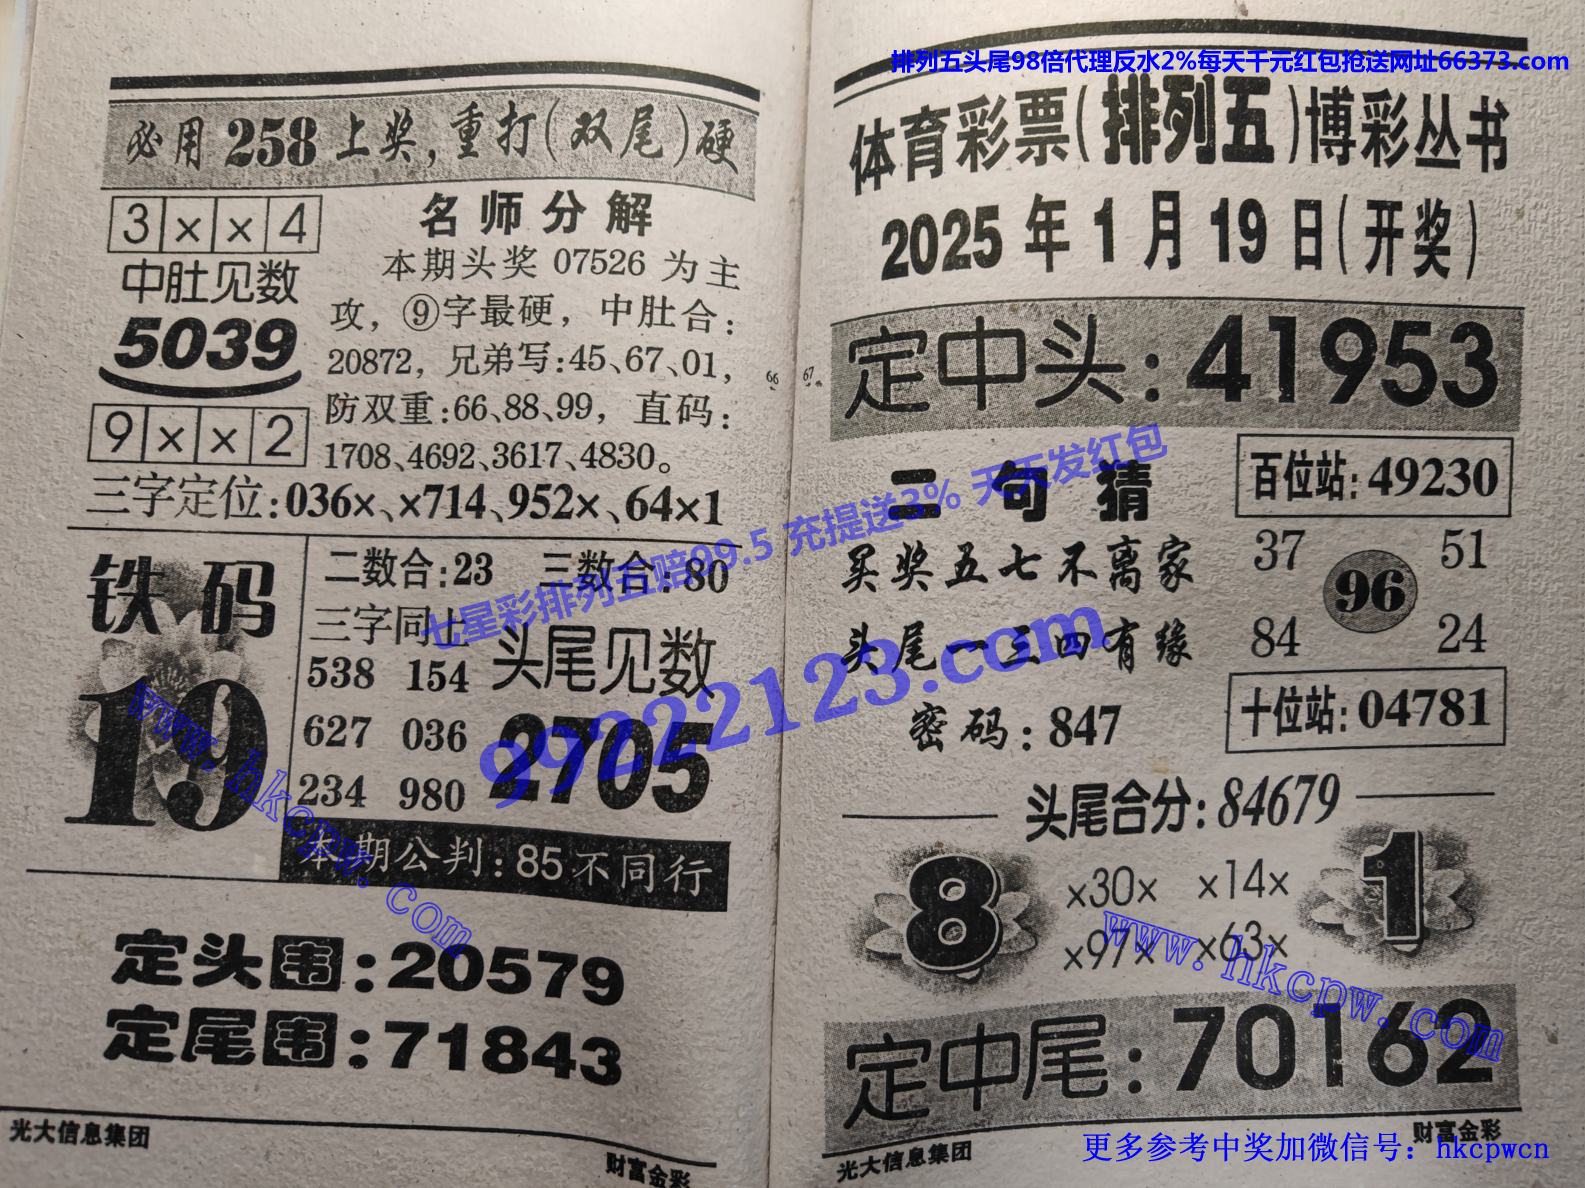 排列五头尾98倍代理反水2%每天千元红包抢送网址66373.com
必用258上奖,重打(双尾)硬
3××4
中肚见数
5039
9××2
名师分解
本期头奖 07526 为主
攻，⑨字最硬，中肚合：
20872，兄弟写:45、67、01，
防双重:66、88、99，直码：
1708、4692、3617、4830。
三字定位:036×、×714、952×、64×1
铁码
19
二数合:23 三数合:80
三字同上
538 154
627 036
234 980
头尾见数
2705
本期公判:85不同行
定头围:20579
定尾围:71843
光大信息集团
财富金彩
66
67
体育彩票(排列五)博彩丛书
2025年1月19日(开奖)
定中头:41953
二句猜
买奖五七不离家
头尾一三四有缘
密码:847
百位站:49230
37 51
96
84 24
十位站:04781
头尾合分:84679
8
×30× ×14×
×97× ×63×
1
定中尾:70162
光大信息集团
财富金彩
七星彩排列五赔99.5 充提送3% 天天发红包
99222123.com
www.hkcpw.com
www.hkcpw.com
更多参考中奖加微信号：hkcpwcn